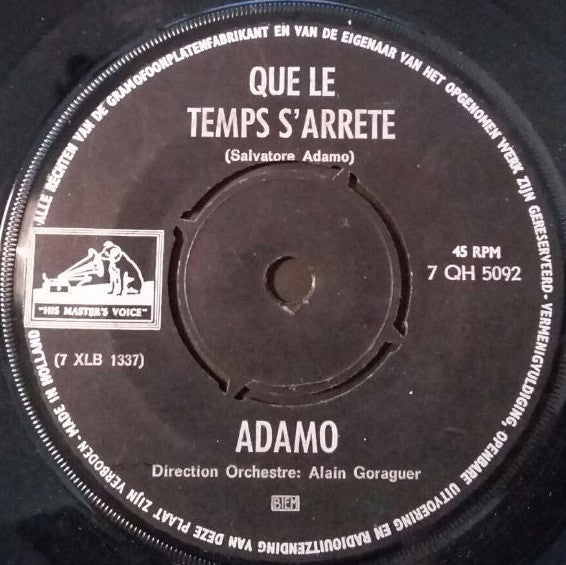 ALLE RECHTEN VAN DE GRAMOFOONPLATENFABRIKANT EN VAN DE EIGENAAR VAN HET OPGENOMEN WERK ZIJN GERESERVEERD · VERMENIGVULDIGING, OPENBARE UITVOERING EN RADIOUITZENDING VAN DEZE PLAAT ZIJN VERBODEN · MADE IN HOLLAND
QUE LE
TEMPS S'ARRETE
(Salvatore Adamo)
"HIS MASTER'S VOICE"
(7 XLB 1337)
45 RPM
7 QH 5092
ADAMO
Direction Orchestre: Alain Goraguer
BIEM